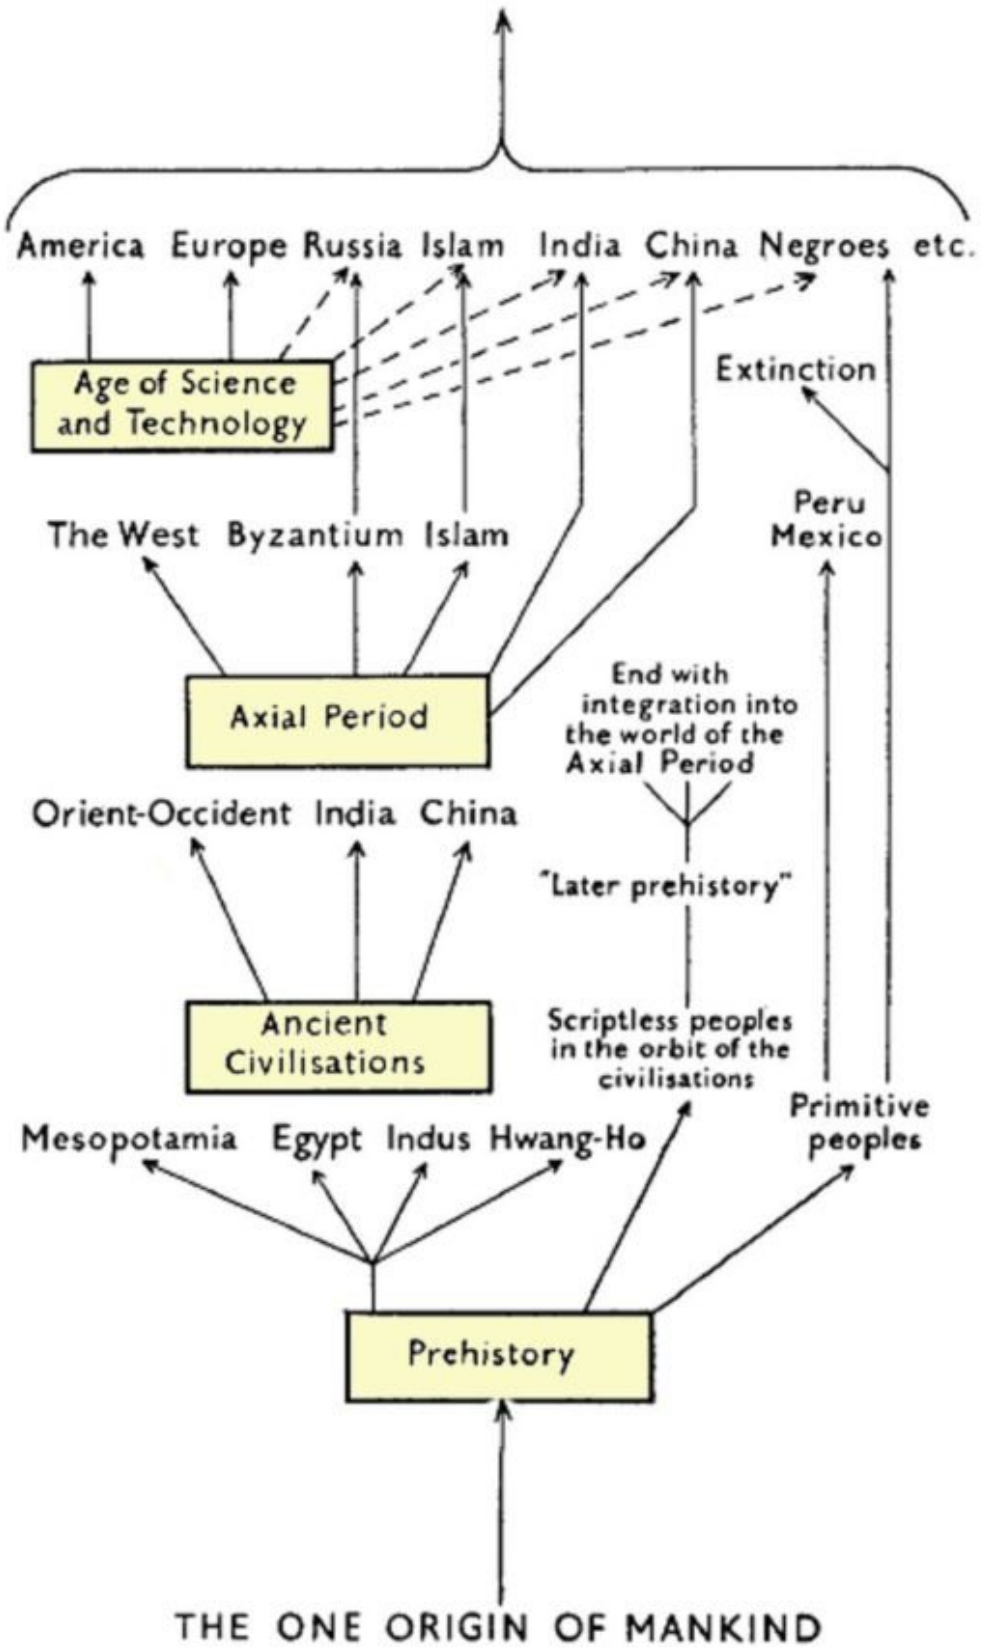 America Europe Russia Islam India China Negroes etc.
Age of Science
and Technology
Extinction
Peru
Mexico
The West Byzantium Islam
End with
integration into
the world of the
Axial Period
Axial Period
Orient-Occident India China
"Later prehistory"
Ancient
Civilisations
Scriptless peoples
in the orbit of the
civilisations
Primitive
peoples
Mesopotamia Egypt Indus Hwang-Ho
Prehistory
THE ONE ORIGIN OF MANKIND